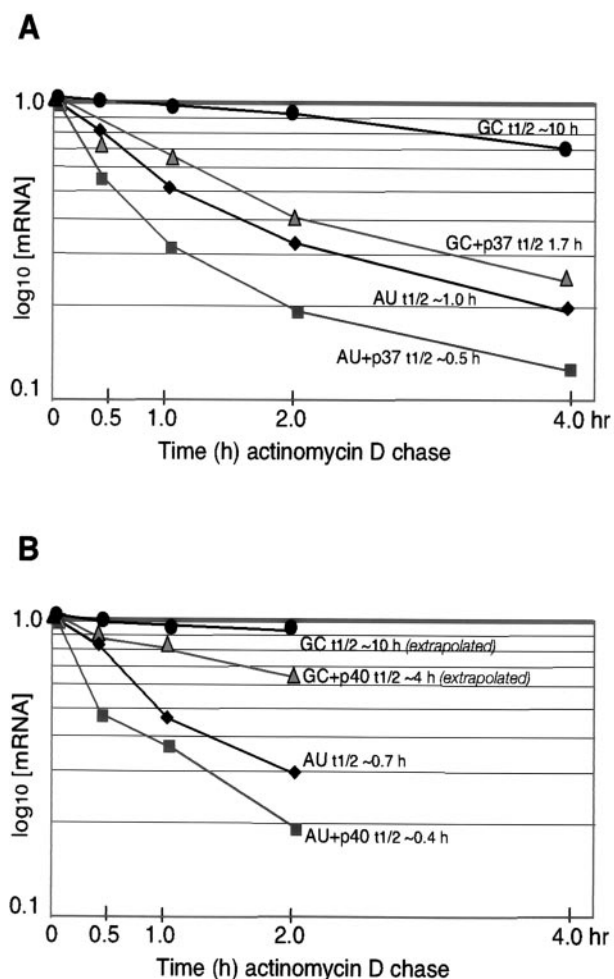 A
1.0
GC t1/2 ~10 h
GC+p37 t1/2 1.7 h
AU t1/2 ~1.0 h
AU+p37 t1/2 ~0.5 h
log10 [mRNA]
0.1
0 0.5 1.0 2.0 4.0 hr
Time (h) actinomycin D chase
B
1.0
GC t1/2 ~10 h (extrapolated)
GC+p40 t1/2 ~4 h (extrapolated)
AU t1/2 ~0.7 h
AU+p40 t1/2 ~0.4 h
log10 [mRNA]
0.1
0 0.5 1.0 2.0 4.0 hr
Time (h) actinomycin D chase